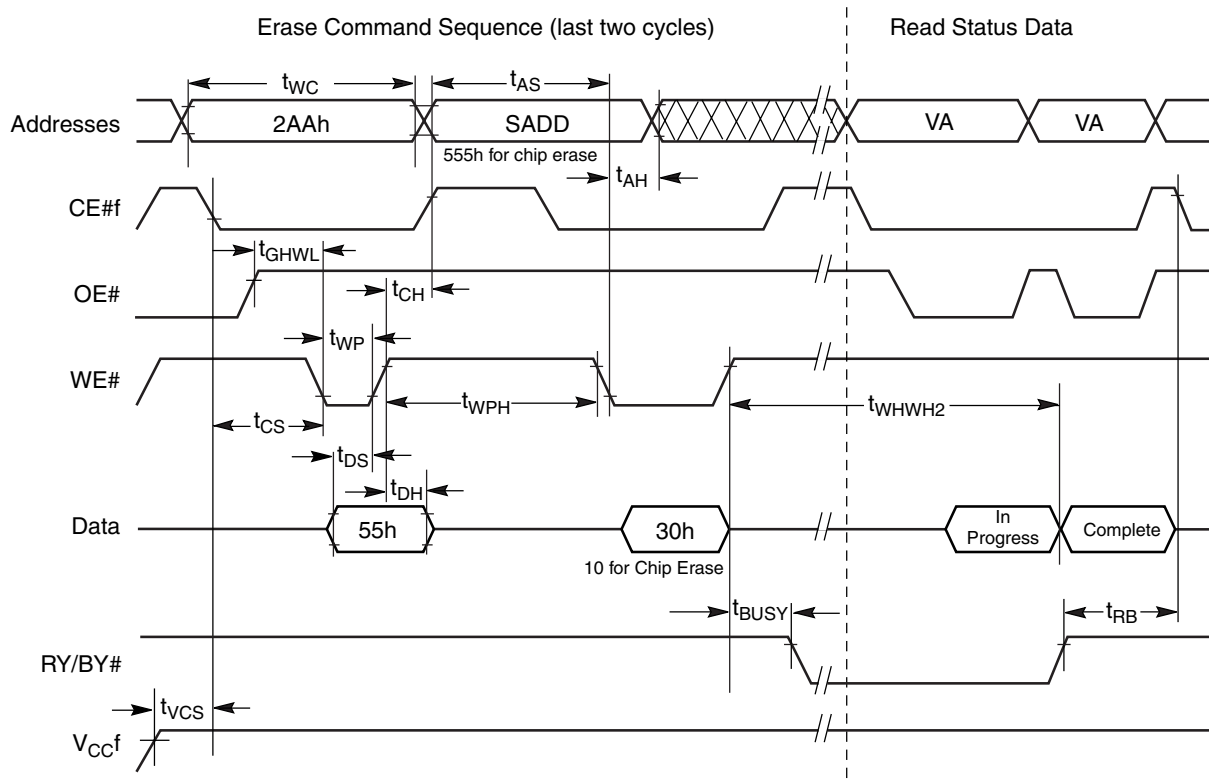 Erase Command Sequence (last two cycles) Read Status Data
tWC tAS
Addresses 2AAh SADD VA VA
555h for chip erase
tAH
CE#f
tGHWL
OE#
tCH
tWP
WE#
tWPH tWHWH2
tCS
tDS
tDH
Data 55h 30h In Progress Complete
10 for Chip Erase
tBUSY tRB
RY/BY#
tVCS
VCCf